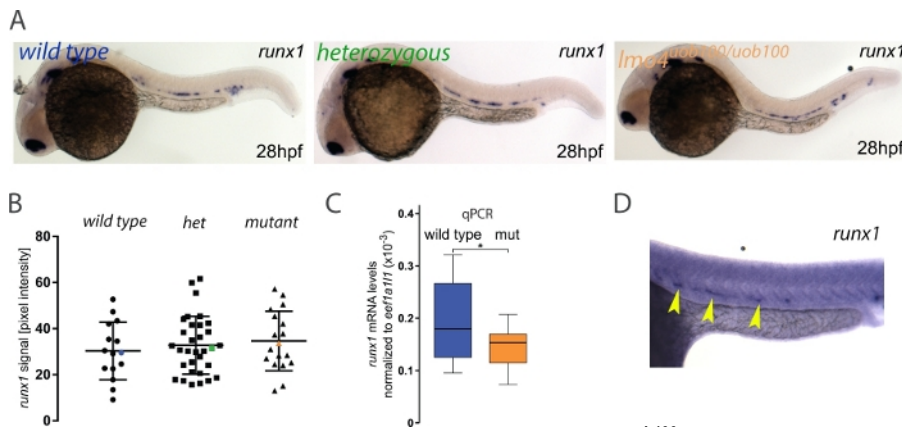 A
wild type
runx1
28hpf
heterozygous
runx1
28hpf
lmo4uob100/uob100
runx1
28hpf
B
wild type
het
mutant
runx1 signal [pixel intensity]
80
60
40
20
0
C
qPCR
wild type
mut
*
runx1 mRNA levels
normalized to eef1a1l1 (x10-3)
0.4
0.3
0.2
0.1
0
D
runx1